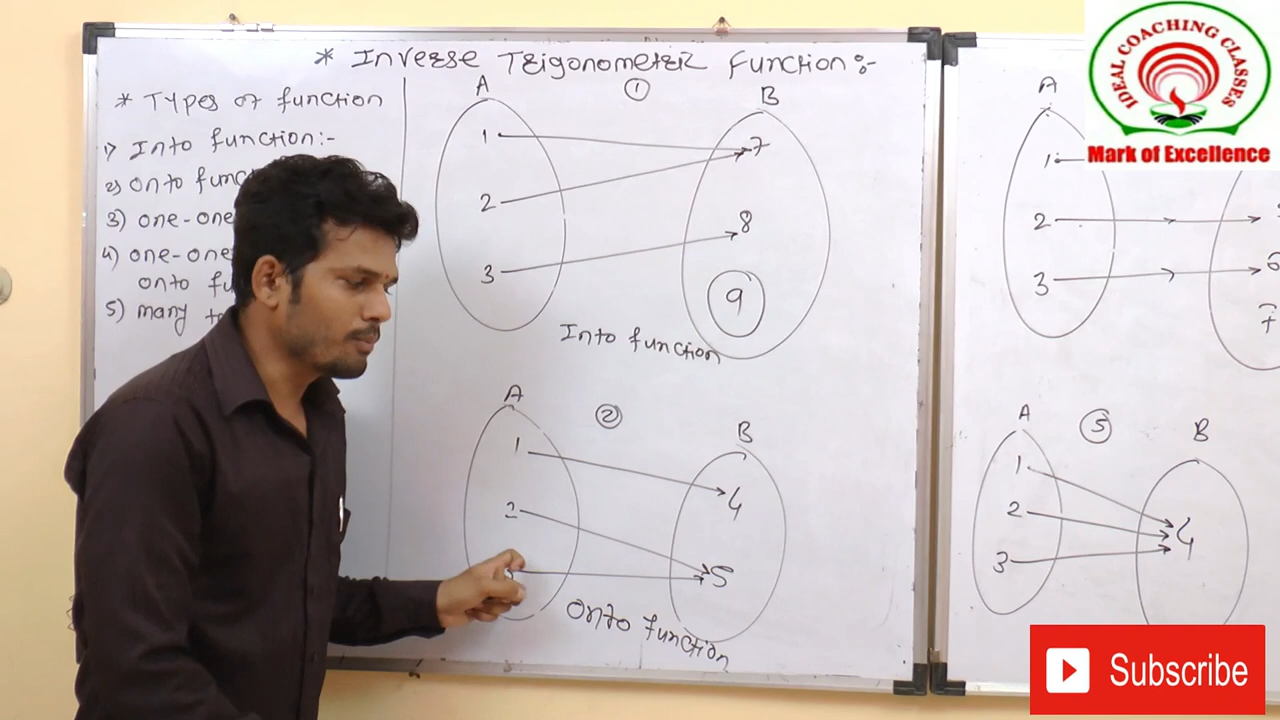 * Inverse Trigonometric Function :-
* Types of function
1) Into function:-
2) Onto func
3) one-one
4) one-one
onto fu
5) many to
A
1
B
1
2
3
7
8
9
Into function
A
2
B
1
2
4
5
Onto function
A
1
2
3
6
7
A
5
B
1
2
3
4
IDEAL COACHING CLASSES
Mark of Excellence
Subscribe